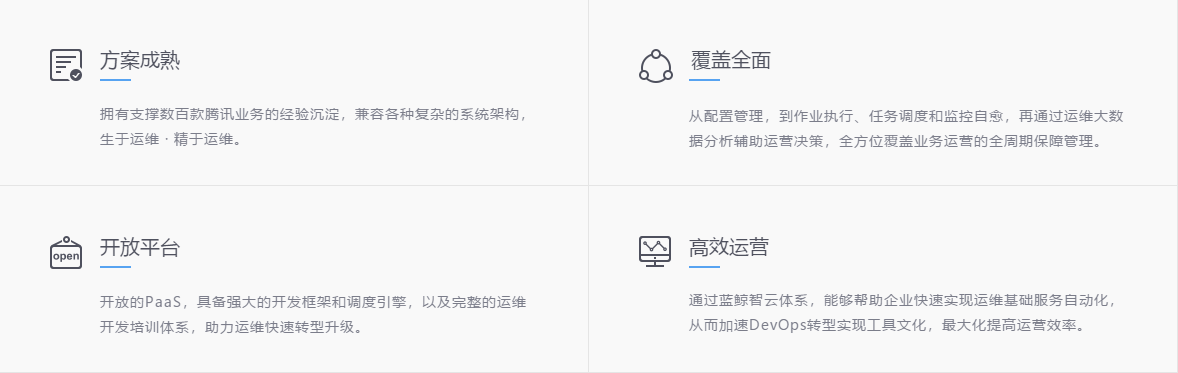 方案成熟
拥有支撑数百款腾讯业务的经验沉淀，兼容各种复杂的系统架构，
生于运维 · 精于运维。
覆盖全面
从配置管理，到作业执行、任务调度和监控自愈，再通过运维大数
据分析辅助运营决策，全方位覆盖业务运营的全周期保障管理。
open
开放平台
开放的PaaS，具备强大的开发框架和调度引擎，以及完整的运维
开发培训体系，助力运维快速转型升级。
高效运营
通过蓝鲸智云体系，能够帮助企业快速实现运维基础服务自动化，
从而加速DevOps转型实现工具文化，最大化提高运营效率。